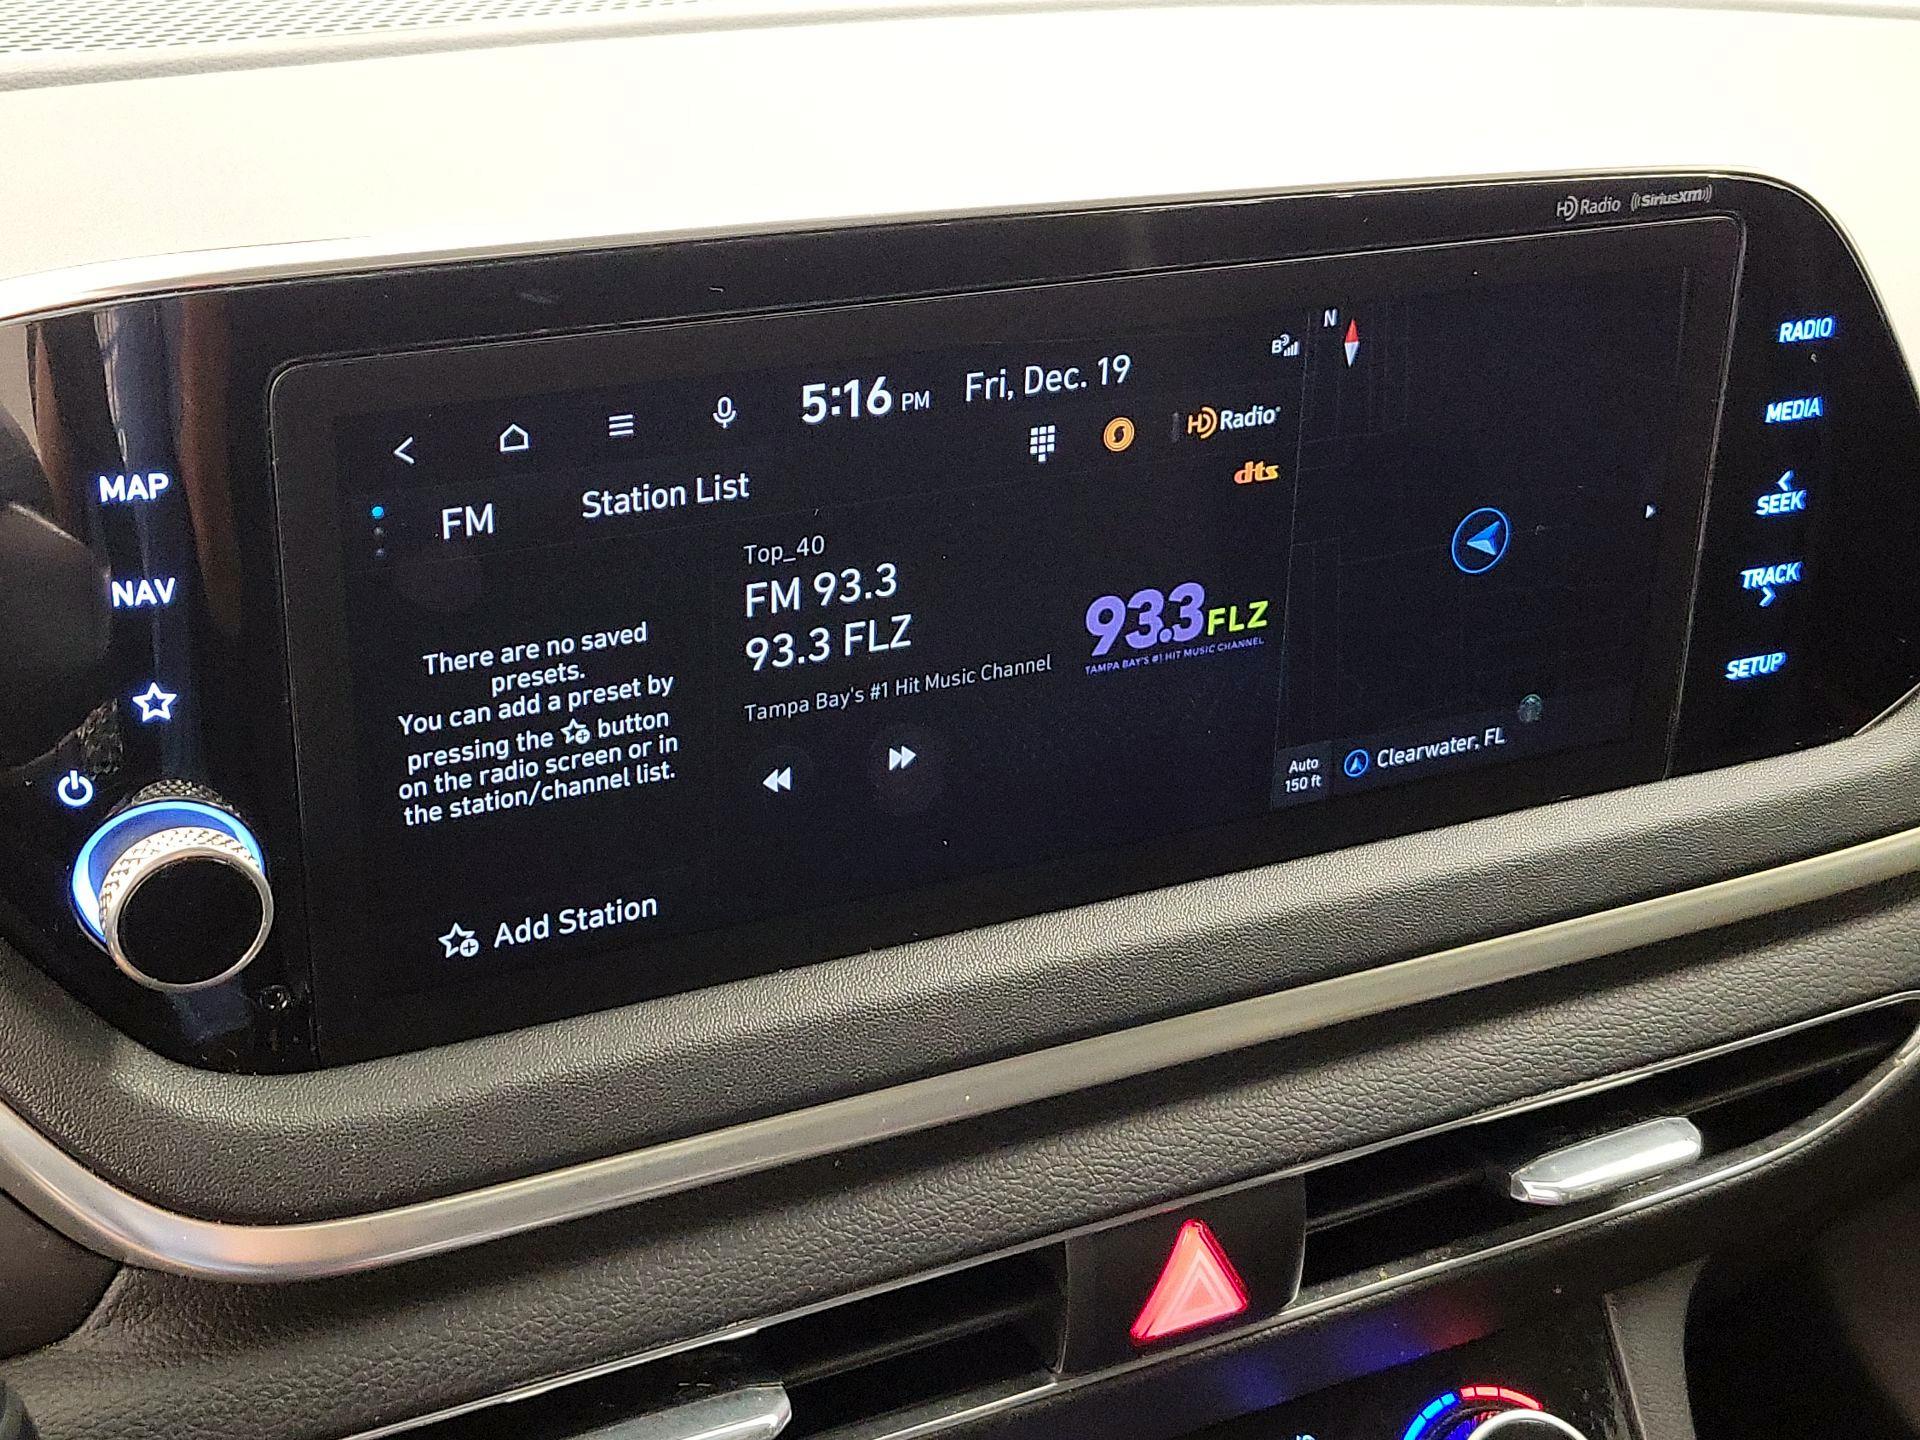 HD Radio ((SiriusXM))
N
5:16 PM Fri, Dec. 19
B
HD Radio®
dts
FM Station List
MAP
NAV
There are no saved
presets.
You can add a preset by
pressing the button
on the radio screen or in
the station/channel list.
Add Station
Top_40
FM 93.3
93.3 FLZ
Tampa Bay's #1 Hit Music Channel
93.3 FLZ
TAMPA BAY'S #1 HIT MUSIC CHANNEL
Auto
150 ft
Clearwater, FL
RADIO
MEDIA
< SEEK
TRACK >
SETUP